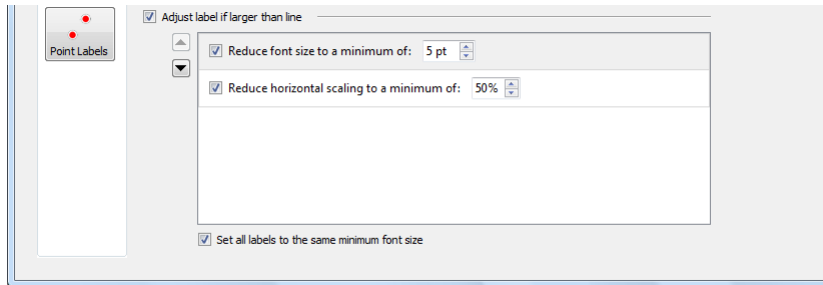 Point Labels
Adjust label if larger than line
Reduce font size to a minimum of: 5 pt
Reduce horizontal scaling to a minimum of: 50%
Set all labels to the same minimum font size